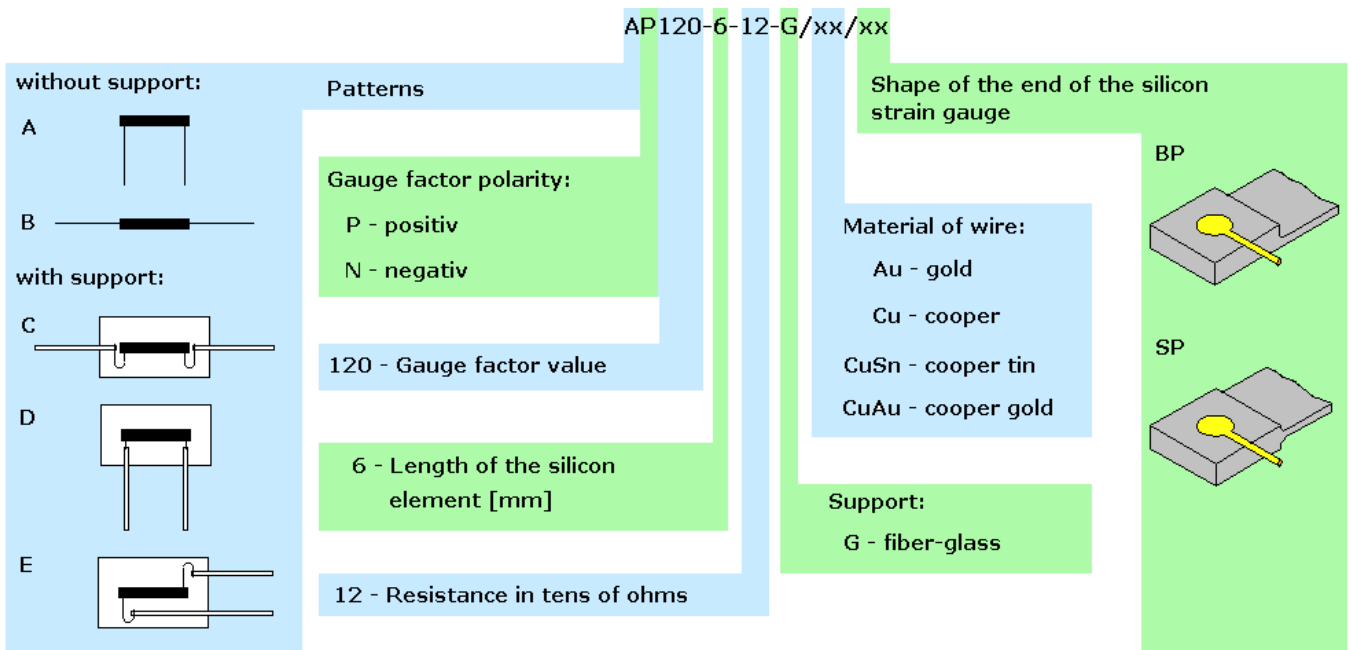 AP120-6-12-G/xx/xx
without support:
A
B
with support:
C
D
E
Patterns
Gauge factor polarity:
P - positiv
N - negativ
120 - Gauge factor value
6 - Length of the silicon
element [mm]
12 - Resistance in tens of ohms
Shape of the end of the silicon
strain gauge
BP
SP
Material of wire:
Au - gold
Cu - cooper
CuSn - cooper tin
CuAu - cooper gold
Support:
G - fiber-glass